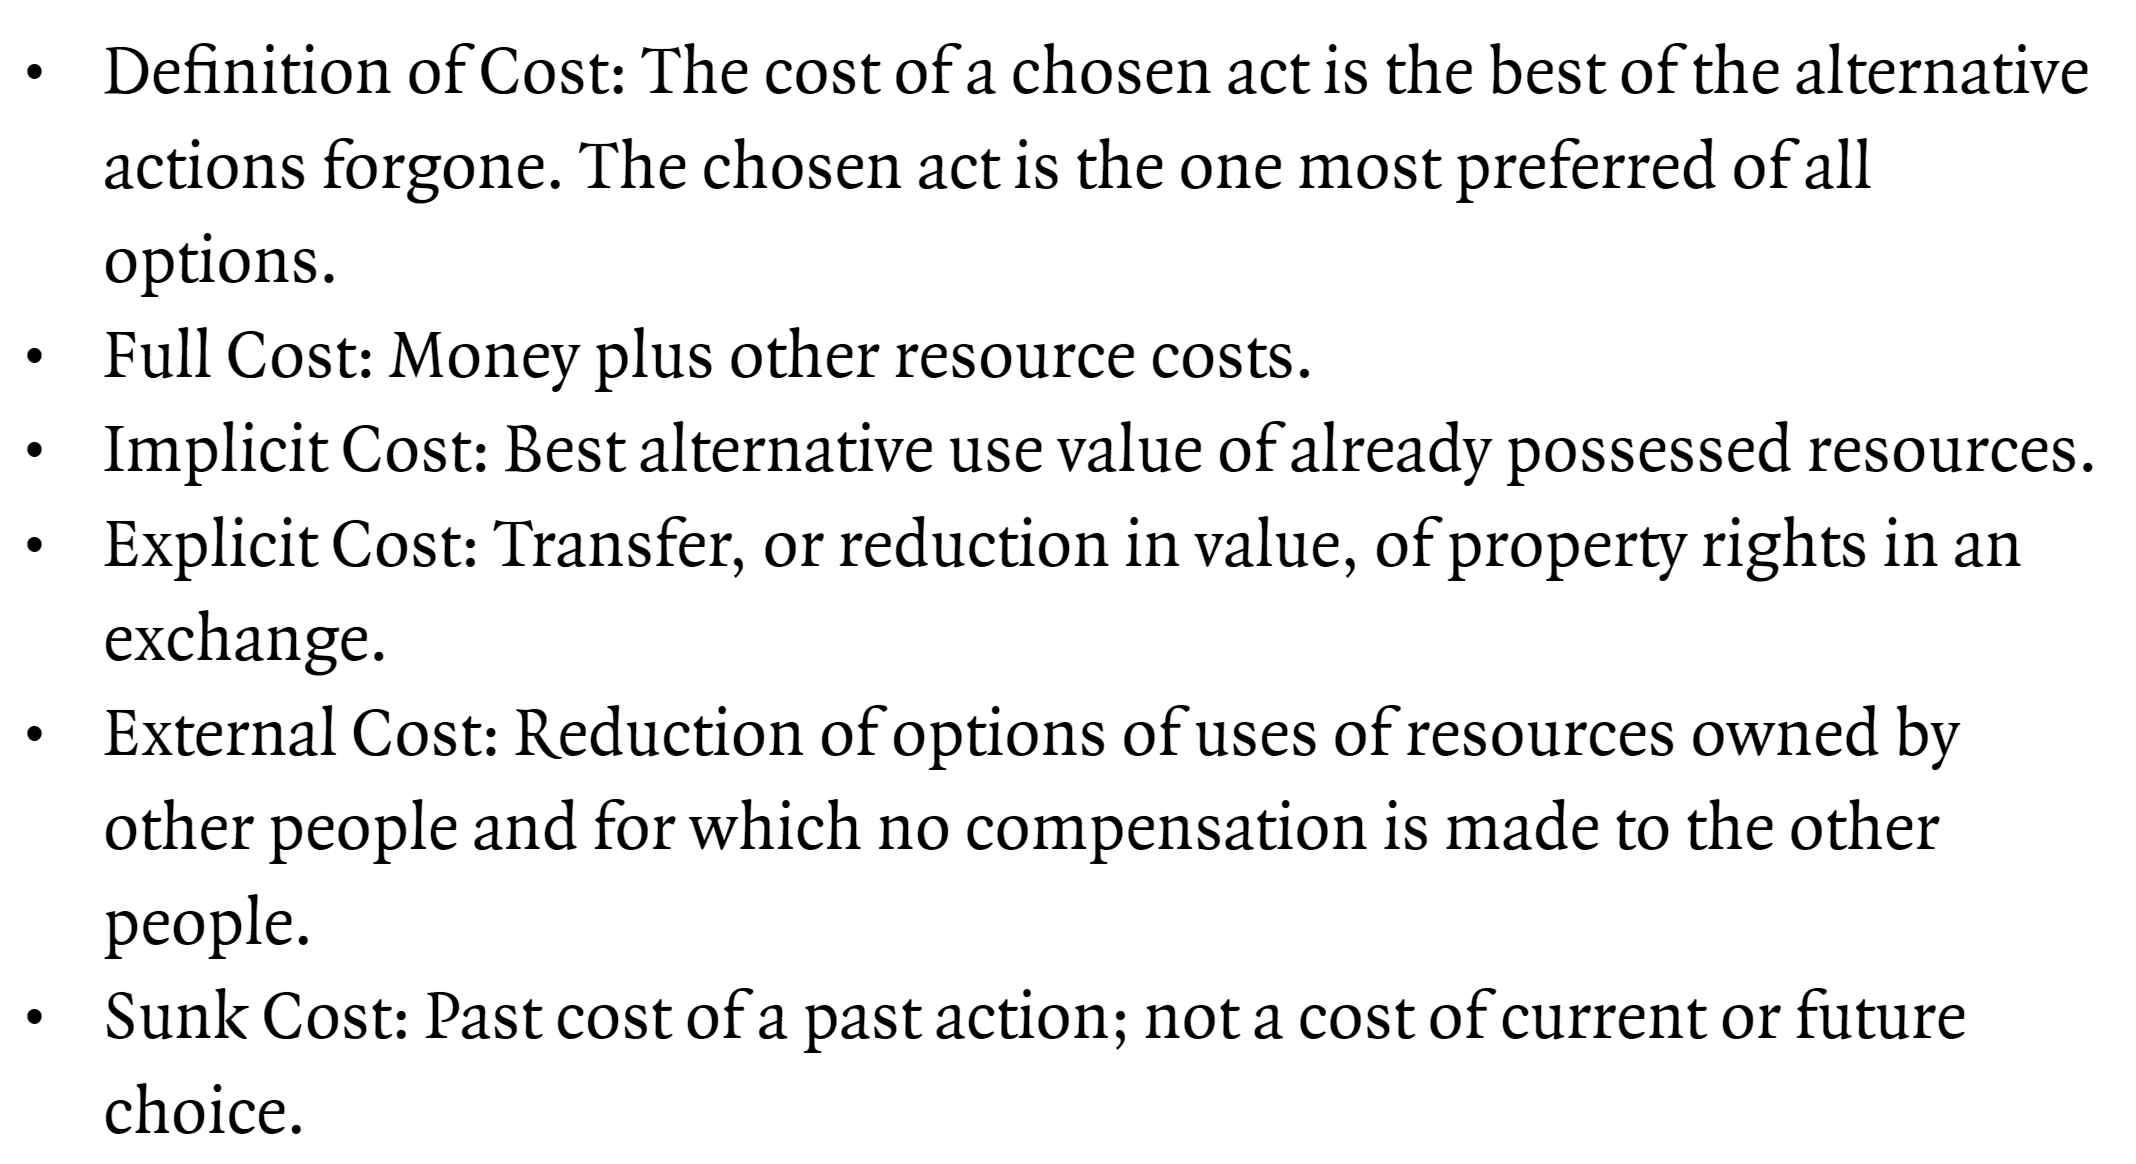 • Definition of Cost: The cost of a chosen act is the best of the alternative
actions forgone. The chosen act is the one most preferred of all
options.
• Full Cost: Money plus other resource costs.
• Implicit Cost: Best alternative use value of already possessed resources.
• Explicit Cost: Transfer, or reduction in value, of property rights in an
exchange.
• External Cost: Reduction of options of uses of resources owned by
other people and for which no compensation is made to the other
people.
• Sunk Cost: Past cost of a past action; not a cost of current or future
choice.